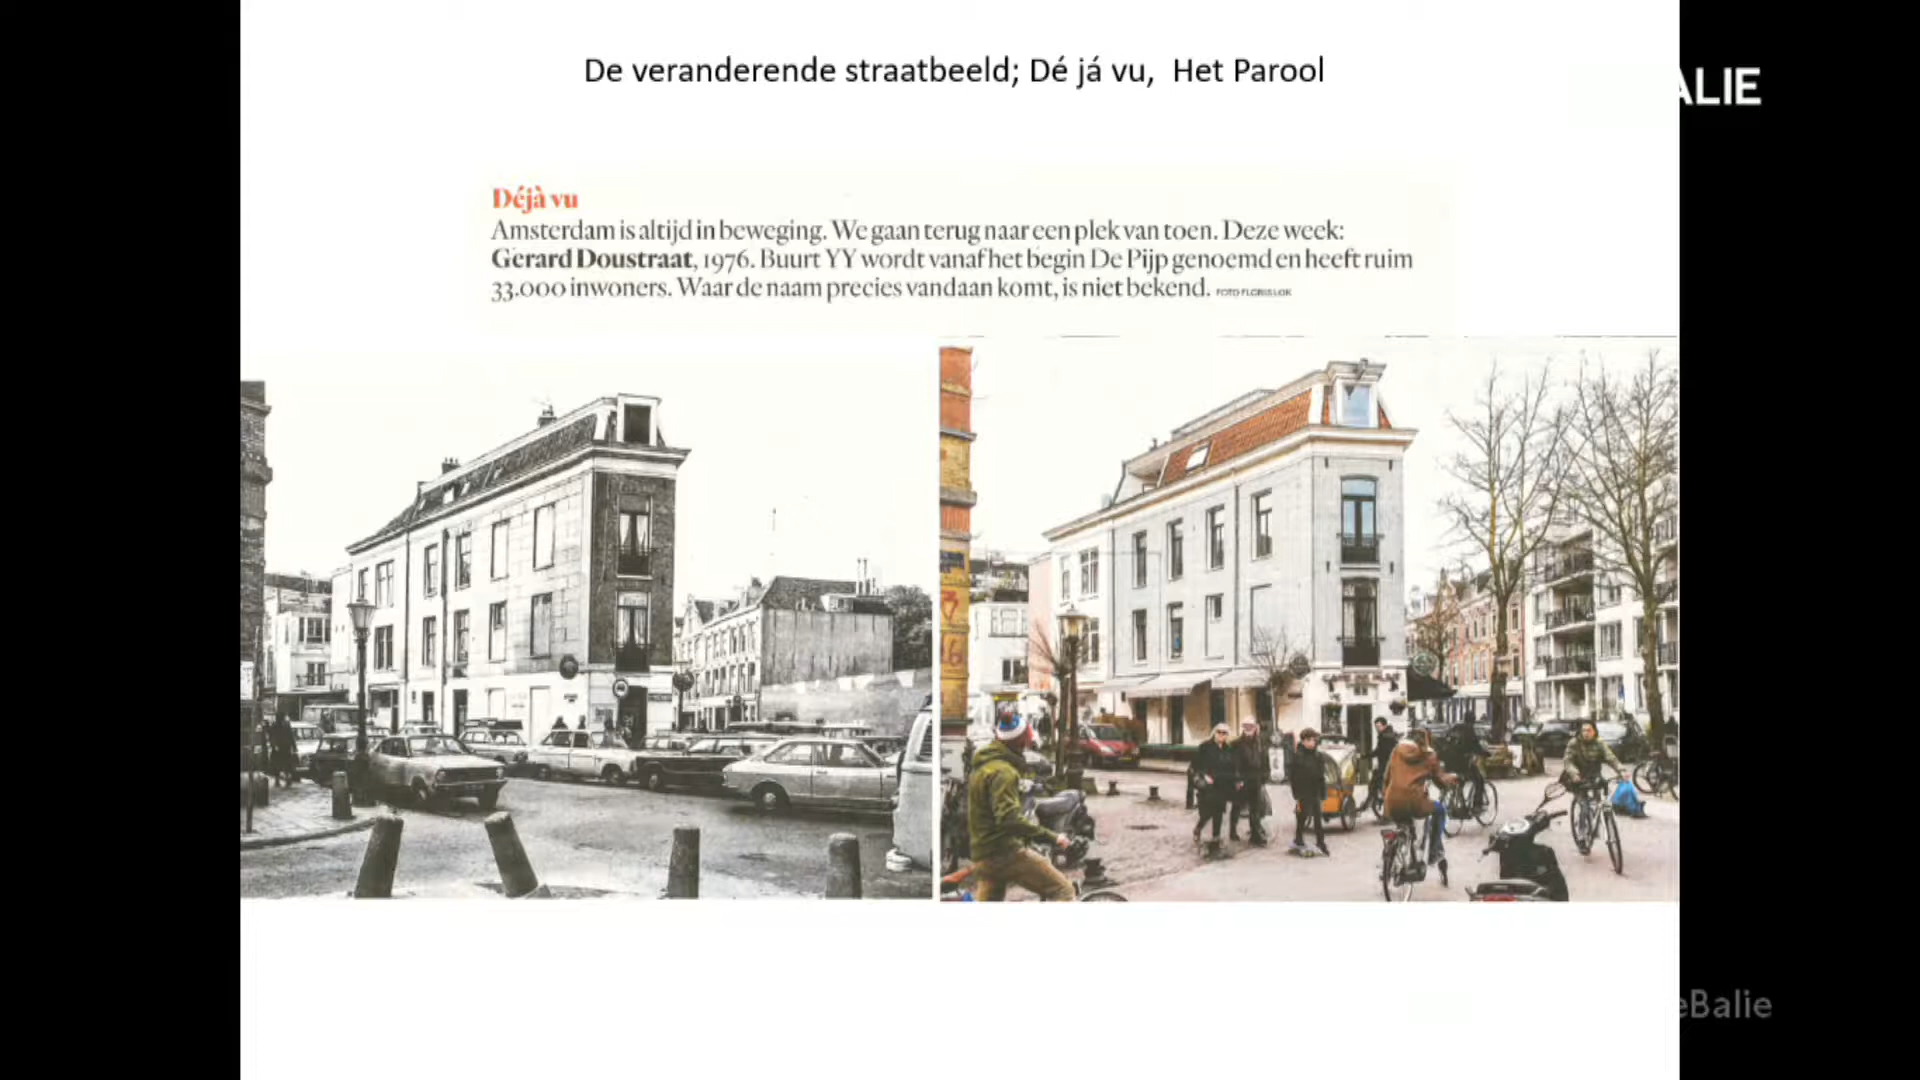 De veranderende straatbeeld; Dé já vu, Het Parool
ALIE
Déjà vu
Amsterdam is altijd in beweging. We gaan terug naar een plek van toen. Deze week:
Gerard Doustraat, 1976. Buurt YY wordt vanaf het begin De Pijp genoemd en heeft ruim
33.000 inwoners. Waar de naam precies vandaan komt, is niet bekend. FOTO FLORIS LOK
eBalie